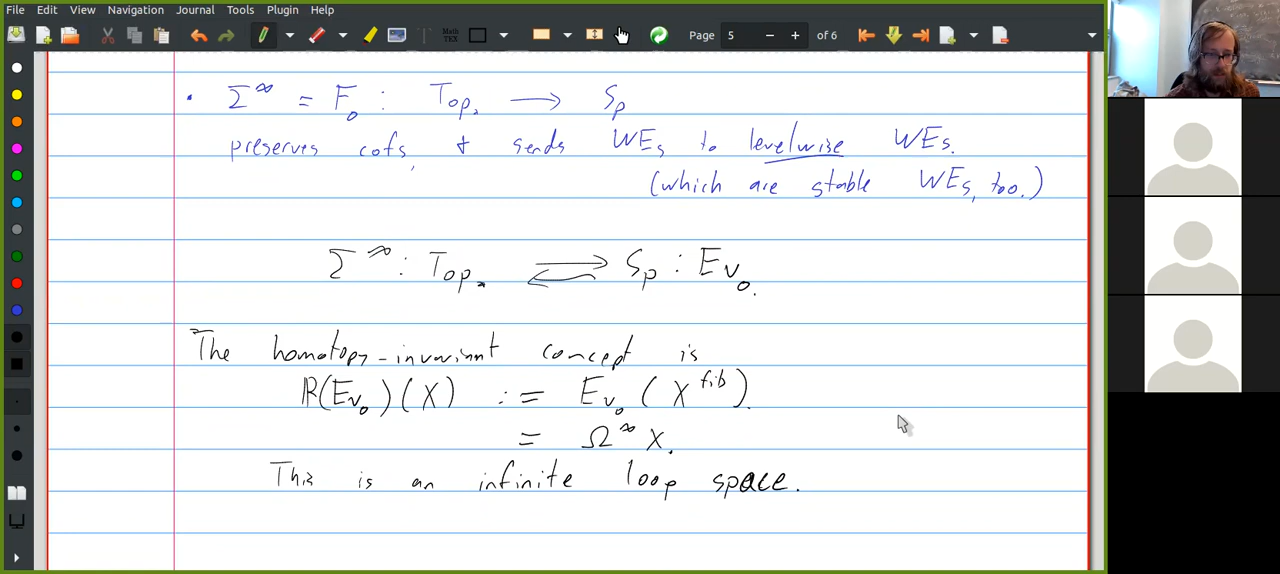 File Edit View Navigation Journal Tools Plugin Help
Math TEX
Page 5 of 6
• Σ^∞ = F_0 : Top_* → Sp
preserves cofs, & sends WEs to levelwise WEs.
(which are stable WEs, too.)
Σ^∞ : Top_* ⇄ Sp : Ev_0.
The homotopy-invariant concept is
ℝ(Ev_0)(X) := Ev_0(X^fib).
= Ω^∞ X.
This is an infinite loop space.